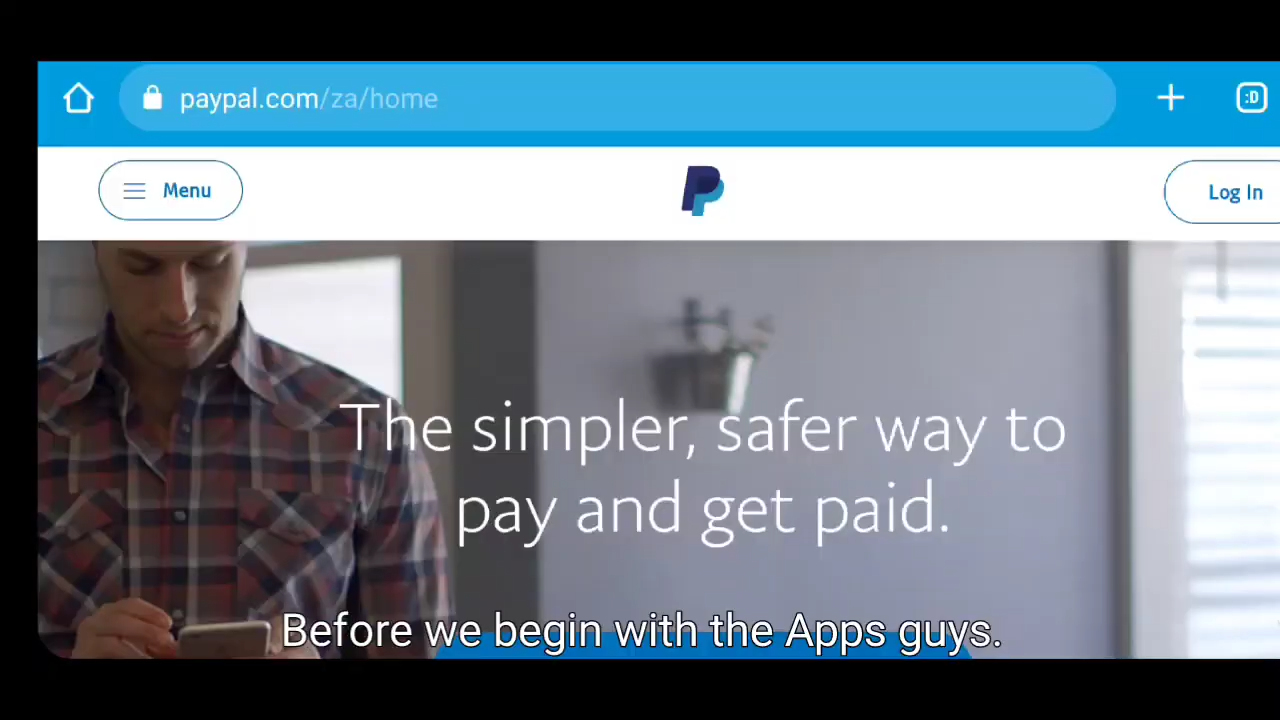 paypal.com/za/home
:D
Menu
Log In
The simpler, safer way to
pay and get paid.
Before we begin with the Apps guys.